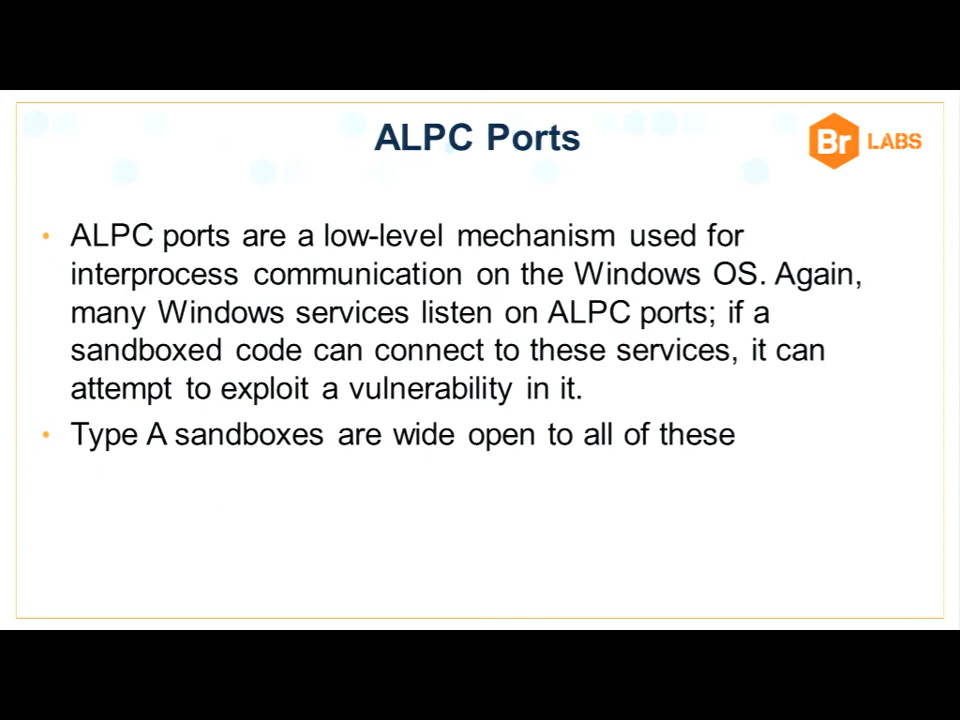 ALPC Ports
Br LABS
• ALPC ports are a low-level mechanism used for
interprocess communication on the Windows OS. Again,
many Windows services listen on ALPC ports; if a
sandboxed code can connect to these services, it can
attempt to exploit a vulnerability in it.
• Type A sandboxes are wide open to all of these